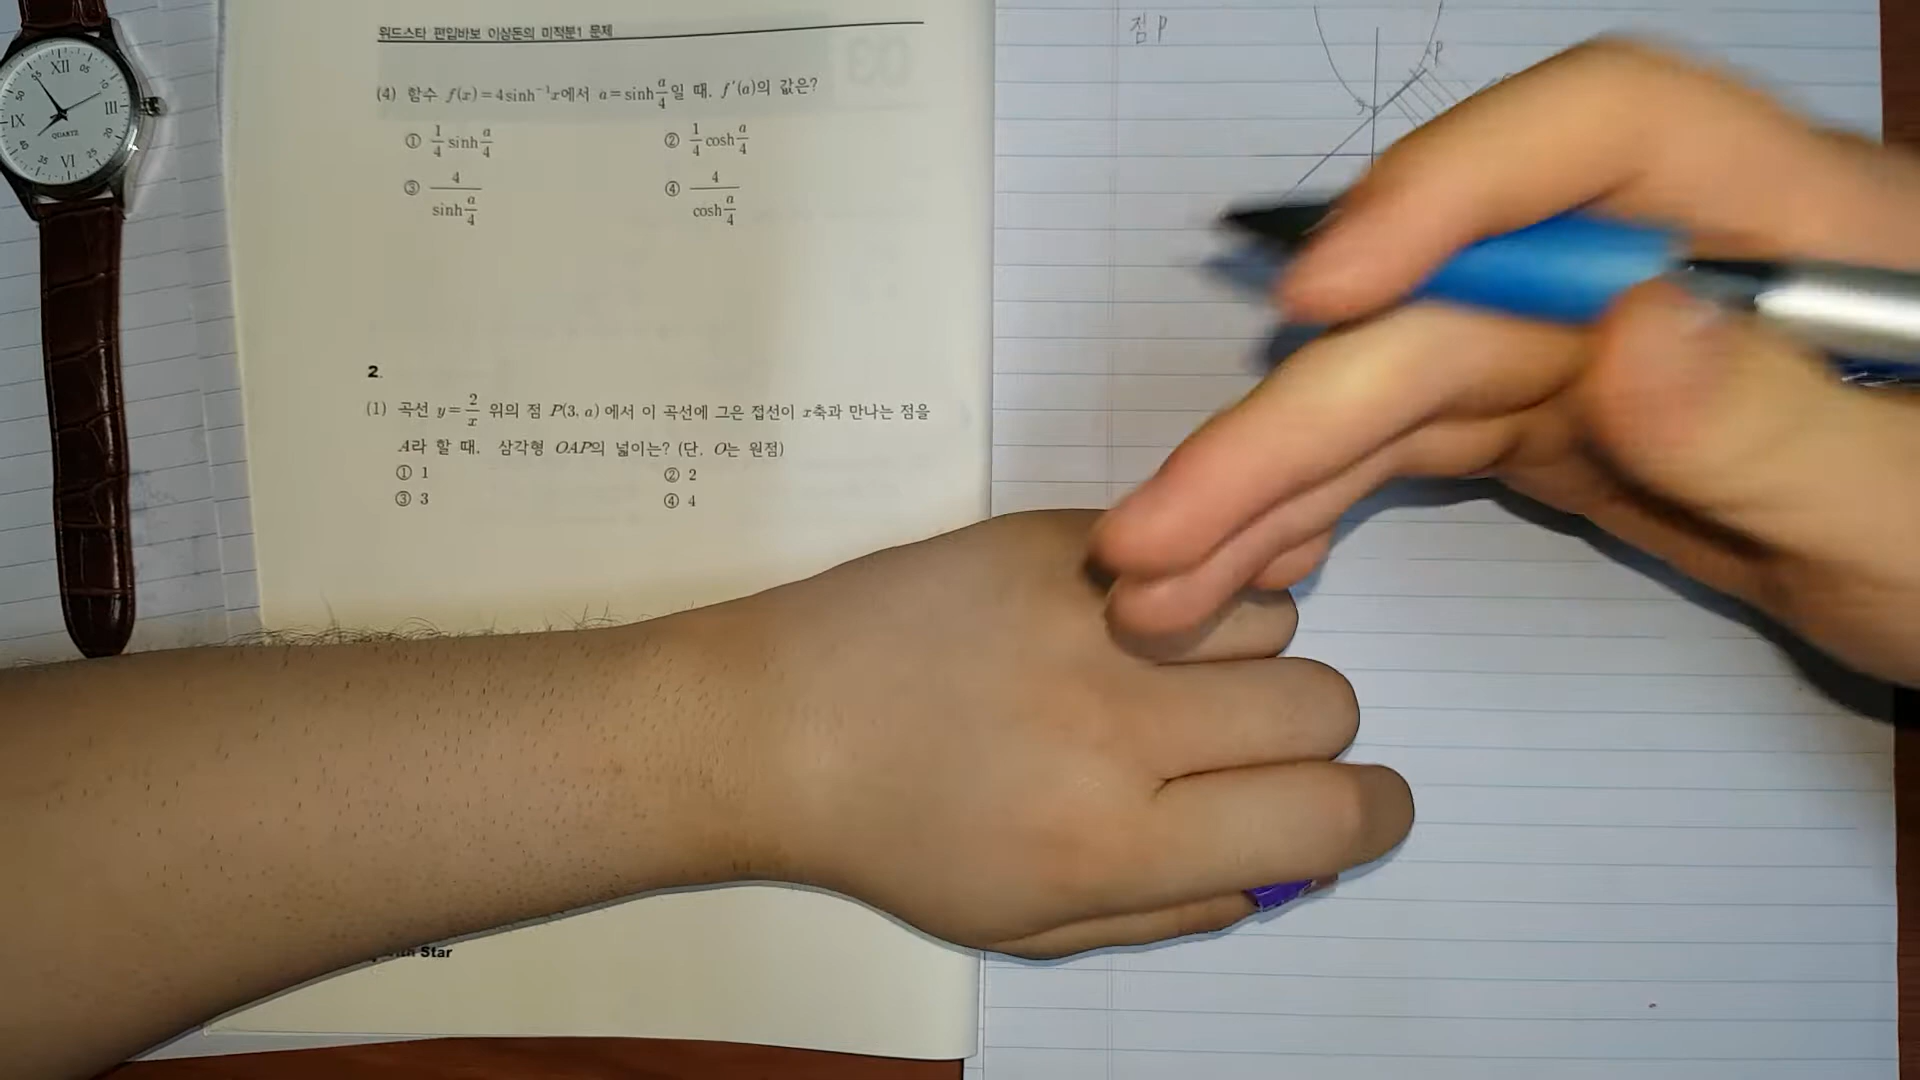 위드스타 편입바보 이상돈의 미적분1 문제
(4) 함수 f(x)=4sinh⁻¹x에서 a=sinh a/4일 때, f′(a)의 값은?
① 1/4 sinh a/4 ② 1/4 cosh a/4
③ 4/(sinh a/4) ④ 4/(cosh a/4)
2.
(1) 곡선 y=2/x 위의 점 P(3, a)에서 이 곡선에 그은 접선이 x축과 만나는 점을
A라 할 때, 삼각형 OAP의 넓이는? (단, O는 원점)
① 1 ② 2
③ 3 ④ 4
Star
점 P
P
XII
III
VI
IX
QUARTZ